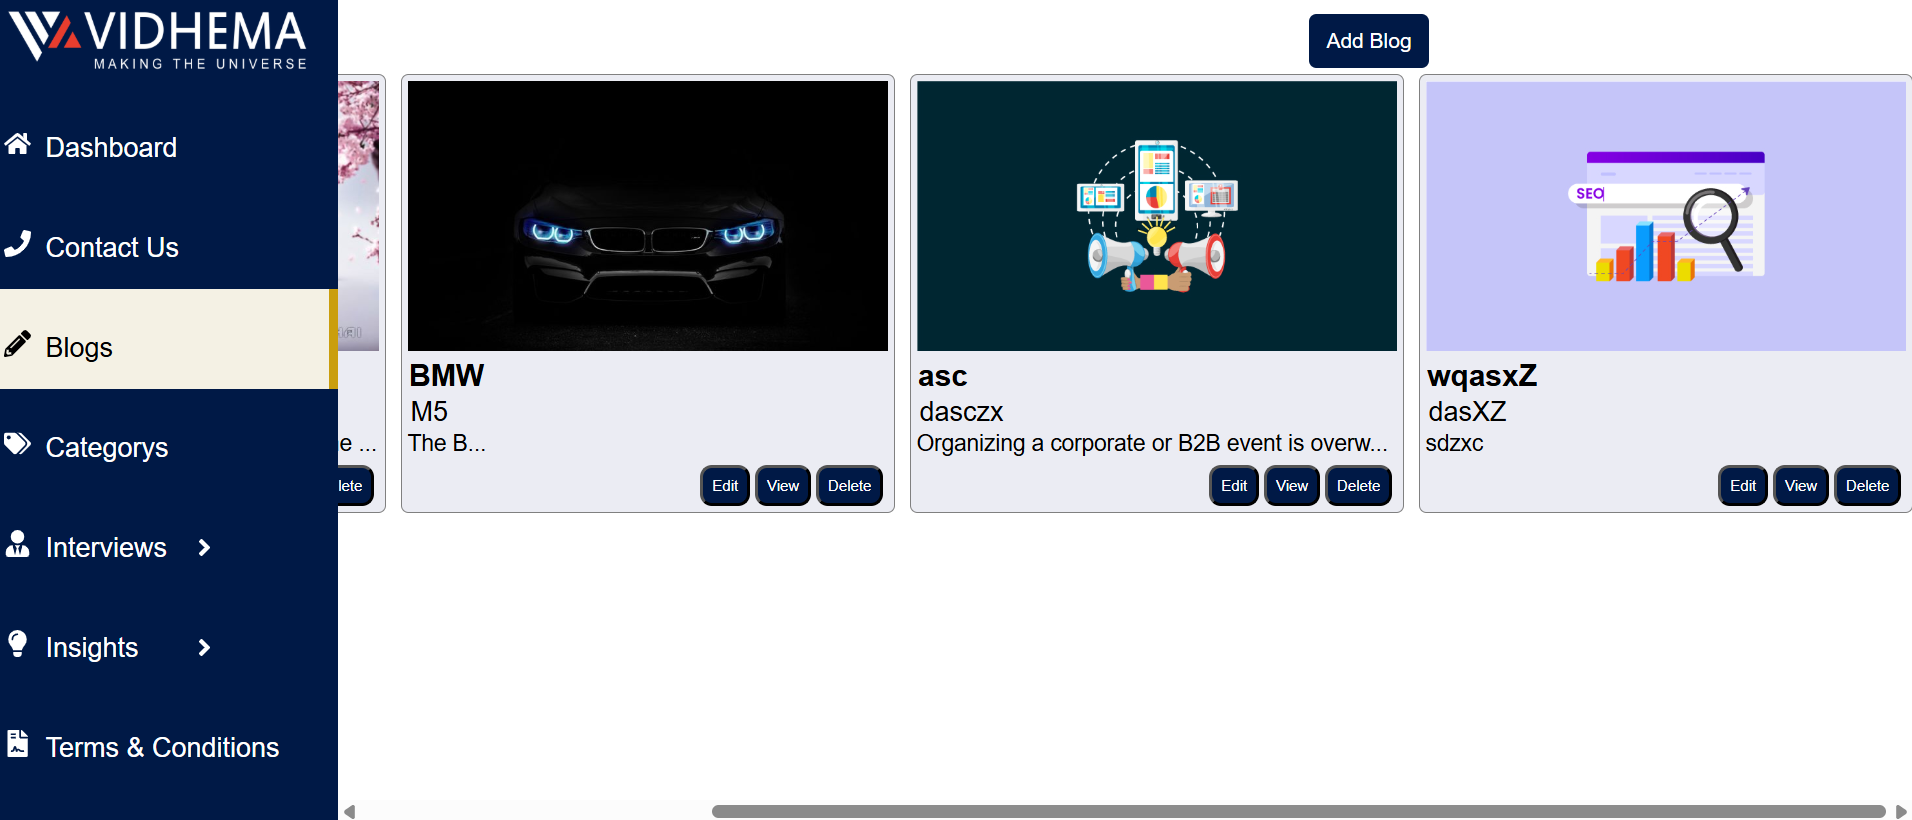 VIDHEMA
MAKING THE UNIVERSE
Dashboard
Contact Us
Blogs
Categorys
Interviews
Insights
Terms & Conditions
Add Blog
e ...
lete
BMW
M5
The B...
Edit View Delete
asc
dasczx
Organizing a corporate or B2B event is overw...
Edit View Delete
SEO
wqasxZ
dasXZ
sdzxc
Edit View Delete